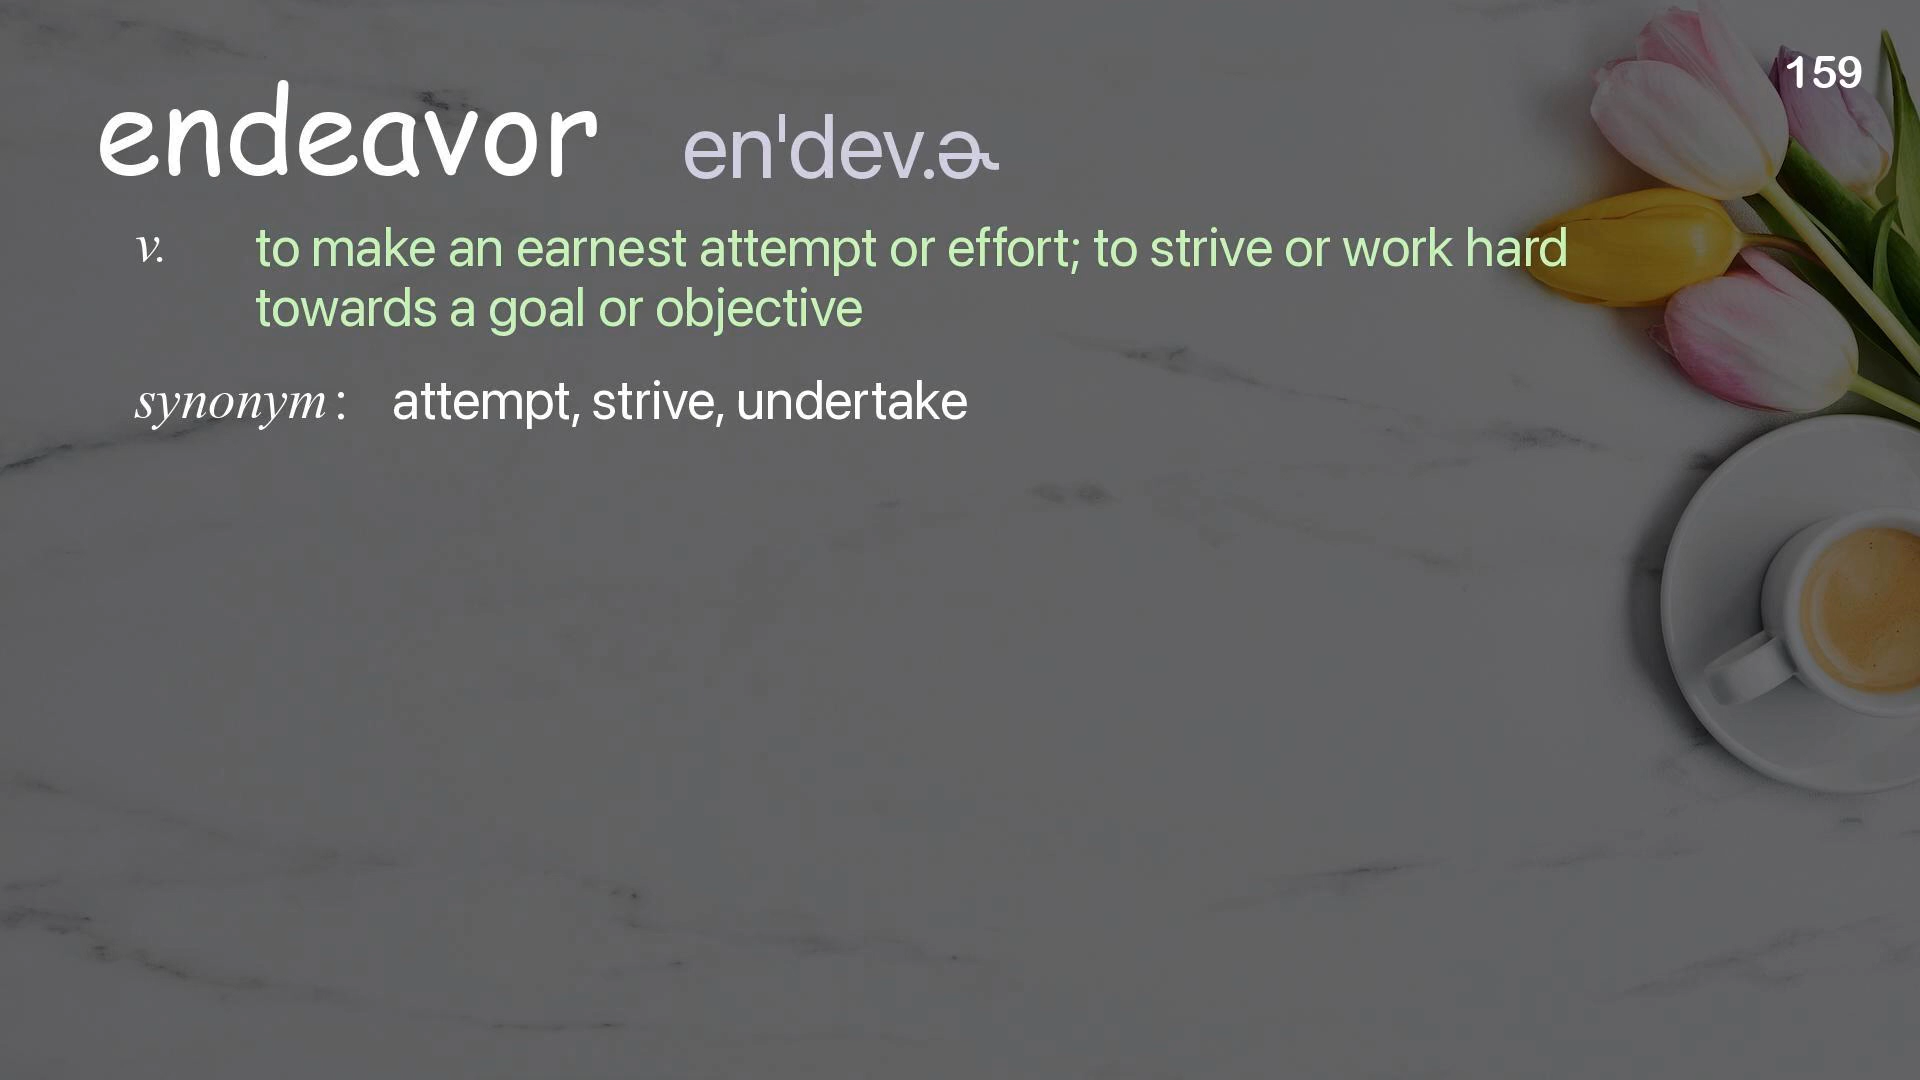 159
endeavor en'dev.ɚ
v. to make an earnest attempt or effort; to strive or work hard
towards a goal or objective
synonym: attempt, strive, undertake